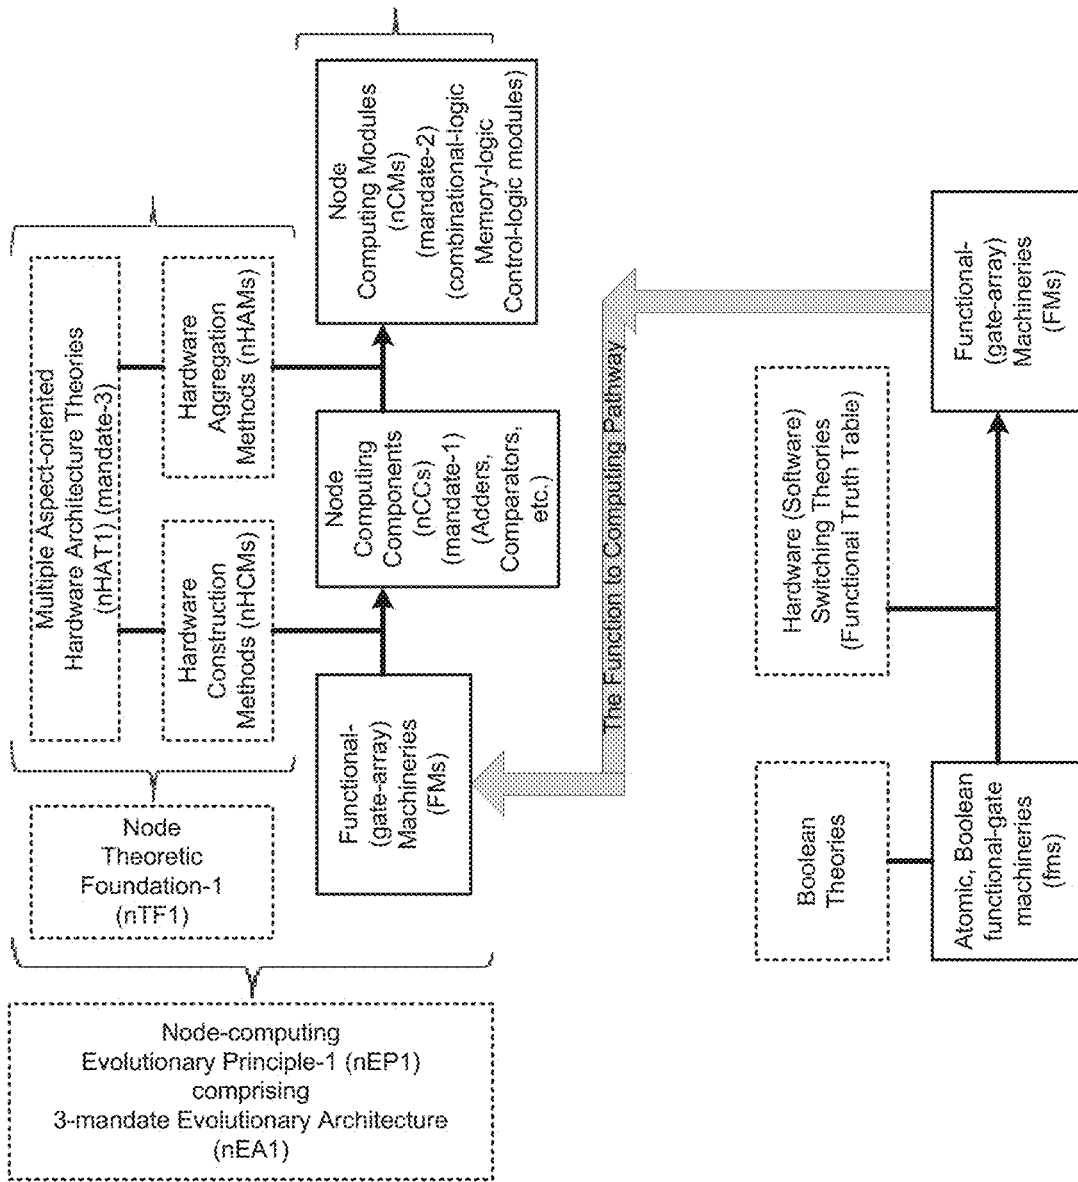 Node-computing
Evolutionary Principle-1 (nEP1)
comprising
3-mandate Evolutionary Architecture
(nEA1)
Node
Theoretic
Foundation-1
(nTF1)
Multiple Aspect-oriented
Hardware Architecture Theories
(nHAT1) (mandate-3)
Hardware
Construction
Methods (nHCMs)
Hardware
Aggregation
Methods (nHAMs)
Functional-
(gate-array)
Machineries
(FMs)
Node
Computing
Components
(nCCs)
(mandate-1)
(Adders,
Comparators,
etc.)
Node
Computing Modules
(nCMs)
(mandate-2)
(combinational-logic
Memory-logic
Control-logic modules)
The Function to Computing Pathway
Boolean
Theories
Hardware (Software)
Switching Theories
(Functional Truth Table)
Atomic, Boolean
functional-gate
machineries
(fms)
Functional-
(gate-array)
Machineries
(FMs)